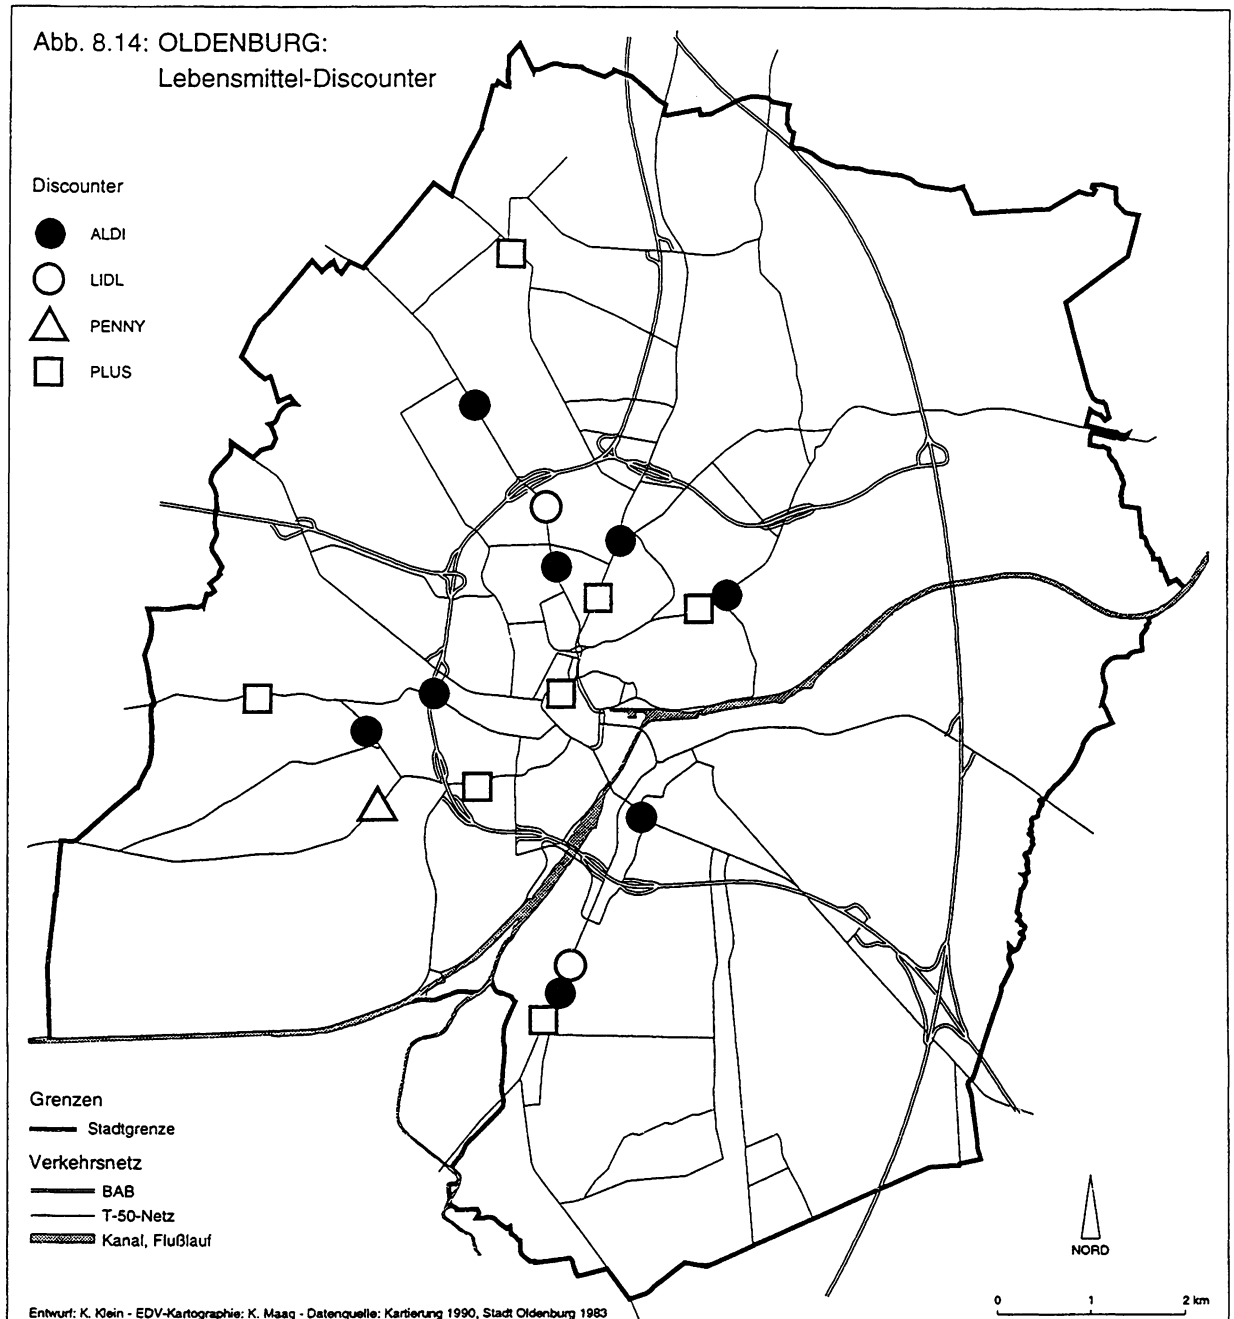 Abb. 8.14: OLDENBURG:
Lebensmittel-Discounter
Discounter
ALDI
LIDL
PENNY
PLUS
Grenzen
Stadtgrenze
Verkehrsnetz
BAB
T-50-Netz
Kanal, Flußlauf
NORD
0 1 2 km
Entwurf: K. Klein - EDV-Kartographie: K. Maag - Datenquelle: Kartierung 1990, Stadt Oldenburg 1983